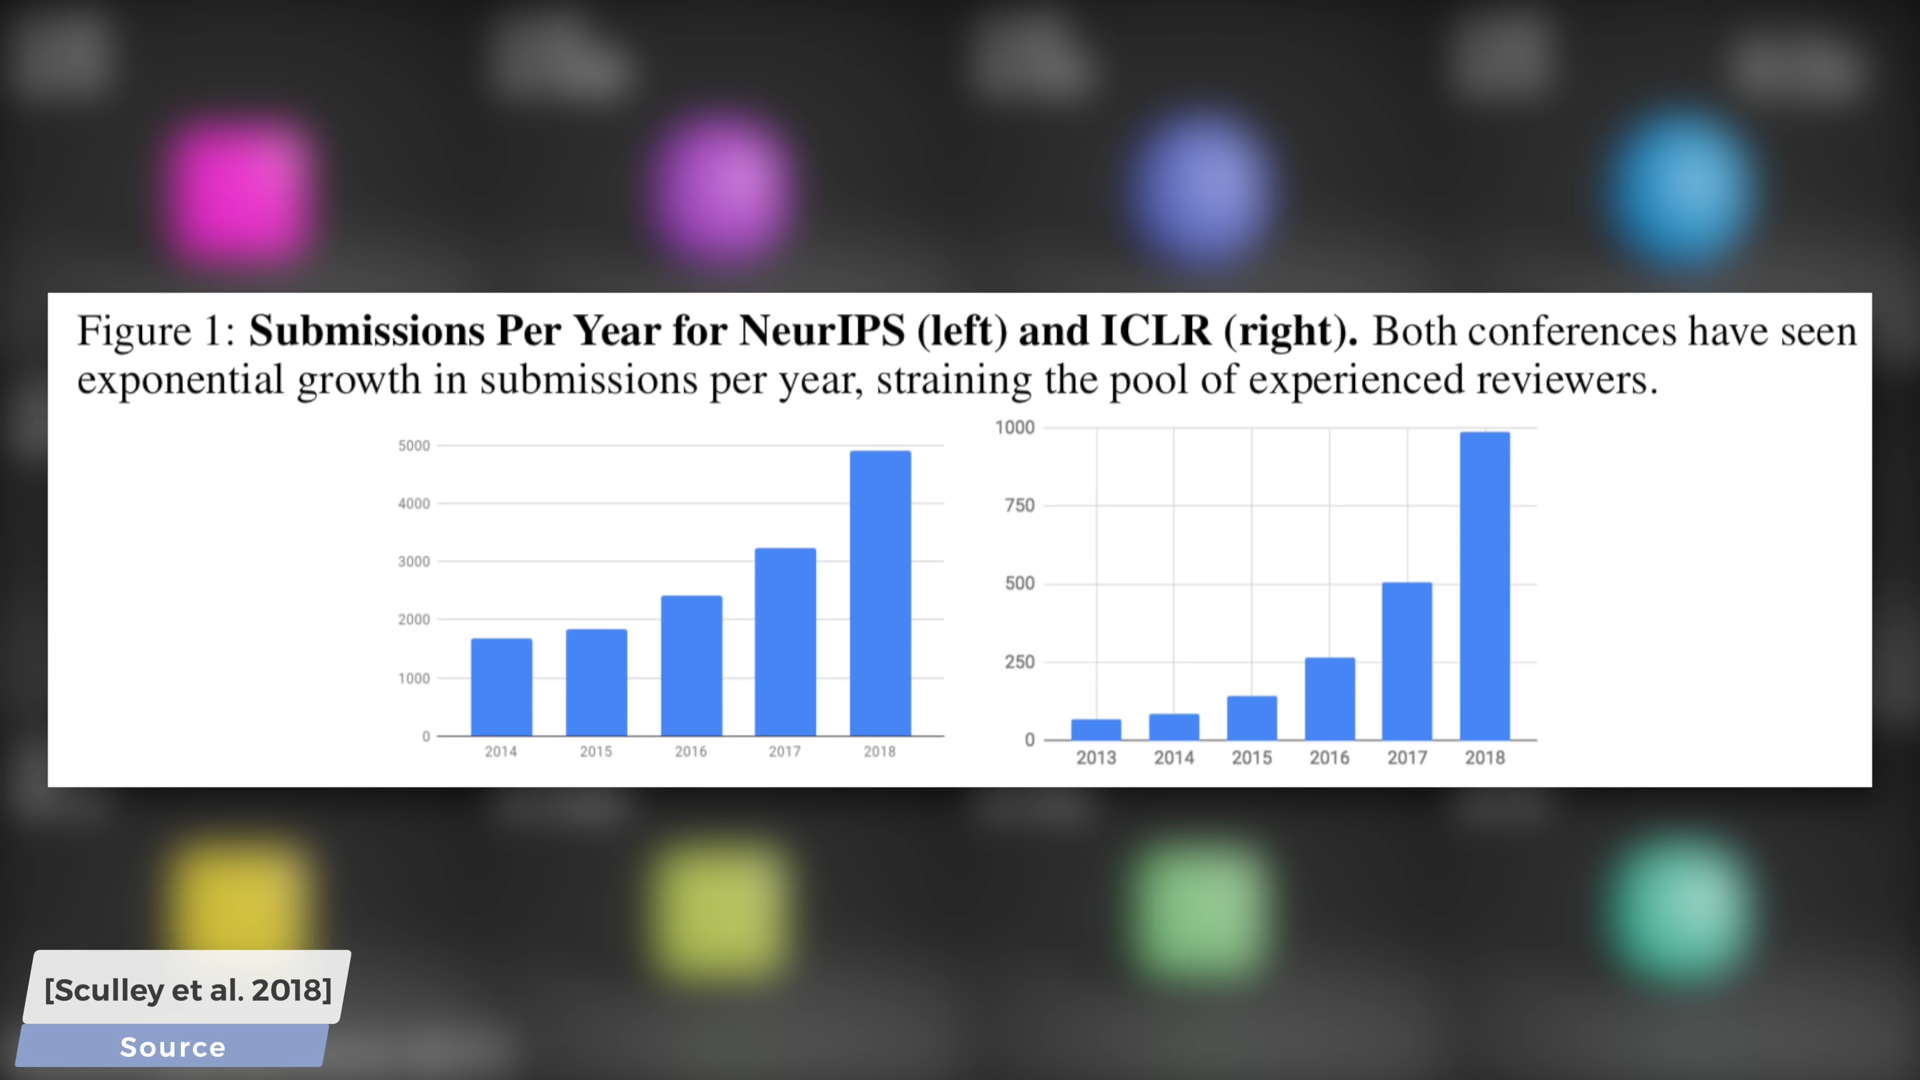 Figure 1: Submissions Per Year for NeurIPS (left) and ICLR (right). Both conferences have seen
exponential growth in submissions per year, straining the pool of experienced reviewers.
5000
4000
3000
2000
1000
0
2014 2015 2016 2017 2018
1000
750
500
250
0
2013 2014 2015 2016 2017 2018
[Sculley et al. 2018]
Source